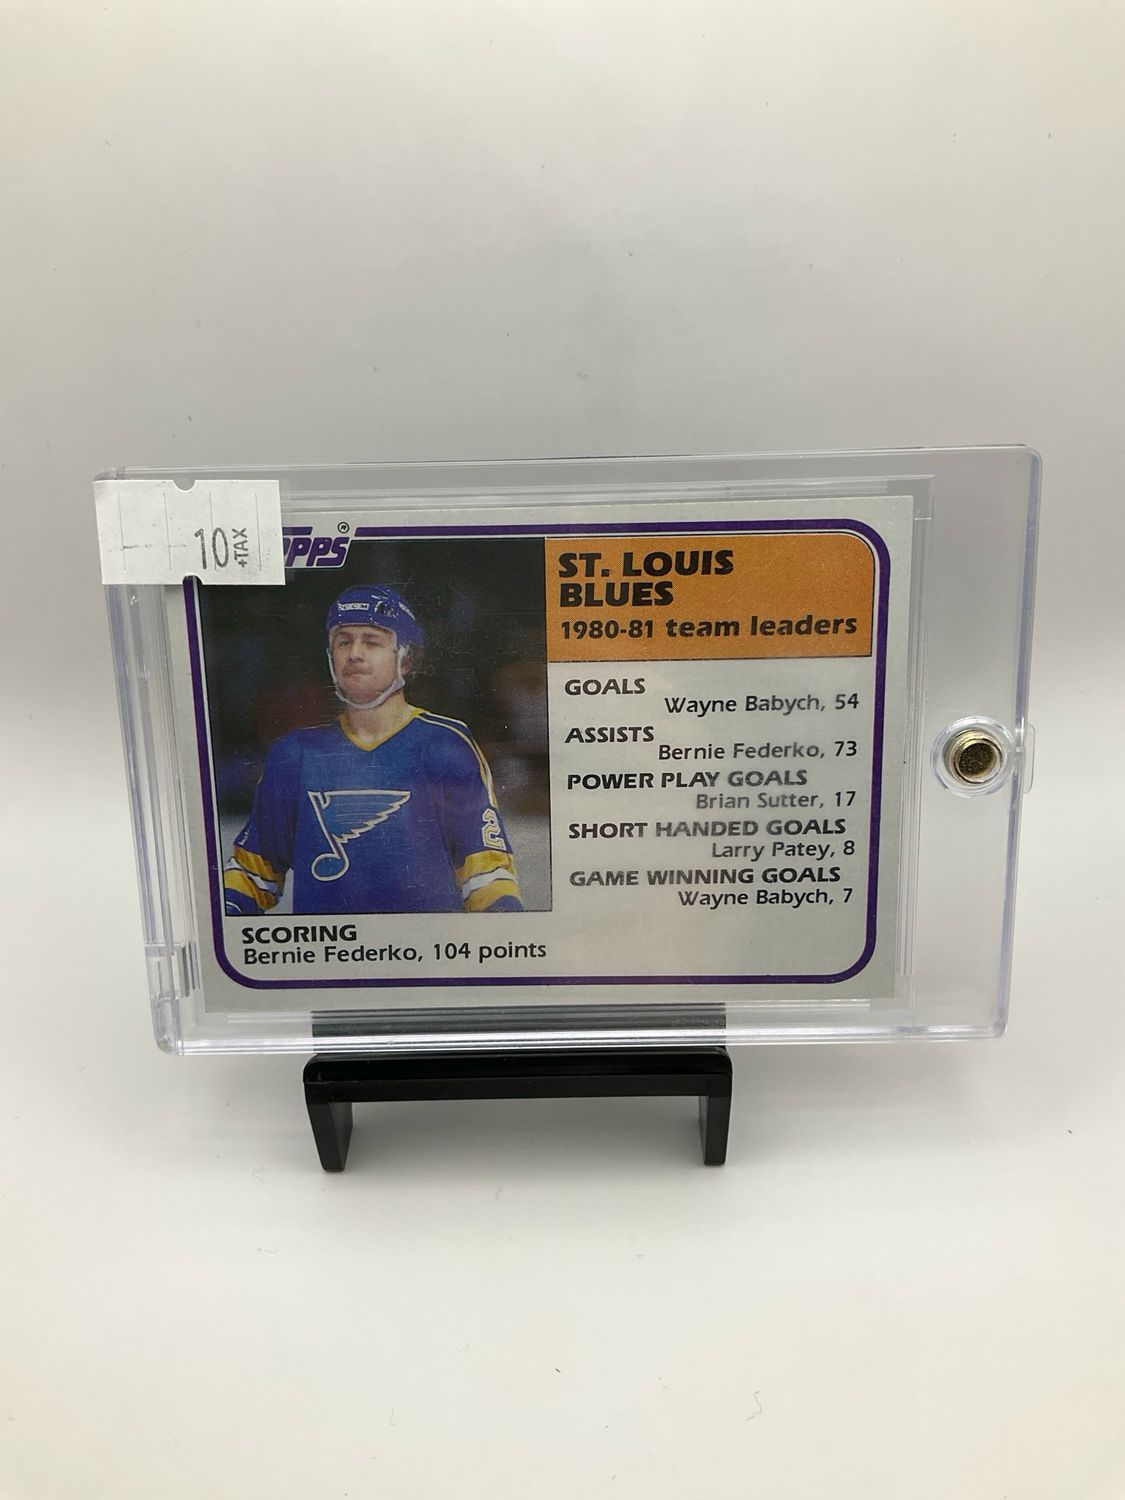 10
+TAX
OPPS®
ST. LOUIS
BLUES
1980-81 team leaders
GOALS
Wayne Babych, 54
ASSISTS
Bernie Federko, 73
POWER PLAY GOALS
Brian Sutter, 17
SHORT HANDED GOALS
Larry Patey, 8
GAME WINNING GOALS
Wayne Babych, 7
SCORING
Bernie Federko, 104 points